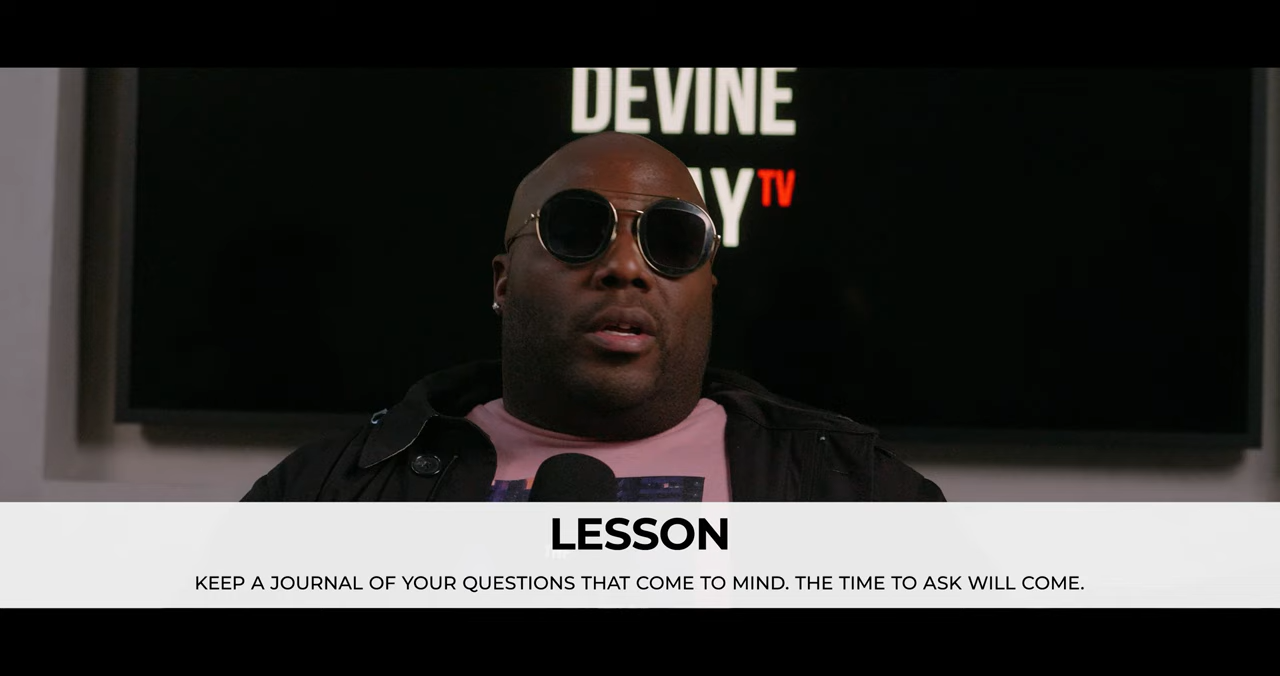 DEVINE
TV
LESSON
KEEP A JOURNAL OF YOUR QUESTIONS THAT COME TO MIND. THE TIME TO ASK WILL COME.